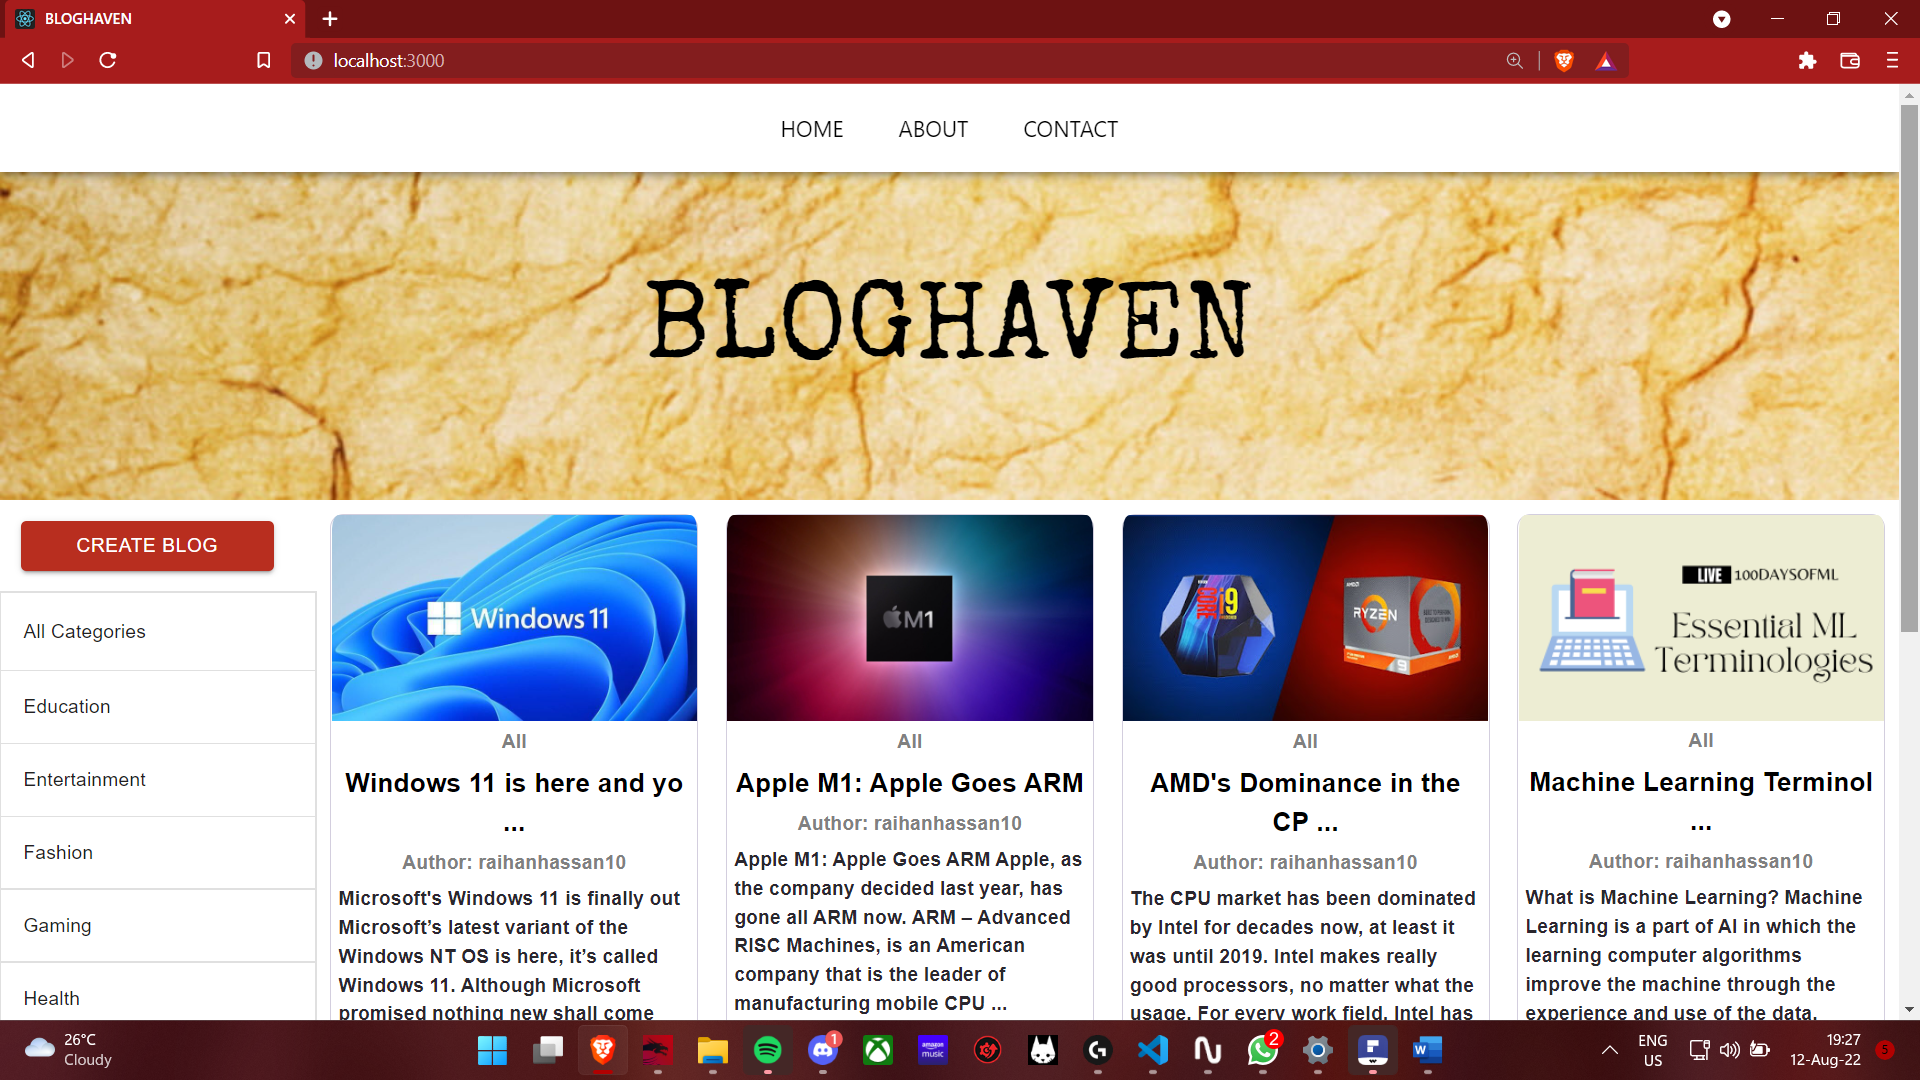 BLOGHAVEN
localhost:3000
HOME ABOUT CONTACT
BLOGHAVEN
CREATE BLOG
All Categories
Education
Entertainment
Fashion
Gaming
Health
Windows 11
All
Windows 11 is here and yo
...
Author: raihanhassan10
Microsoft's Windows 11 is finally out
Microsoft’s latest variant of the
Windows NT OS is here, it’s called
Windows 11. Although Microsoft
promised nothing new shall come
M1
All
Apple M1: Apple Goes ARM
Author: raihanhassan10
Apple M1: Apple Goes ARM Apple, as
the company decided last year, has
gone all ARM now. ARM – Advanced
RISC Machines, is an American
company that is the leader of
manufacturing mobile CPU ...
i9
RYZEN
9
All
AMD's Dominance in the
CP ...
Author: raihanhassan10
The CPU market has been dominated
by Intel for decades now, at least it
was until 2019. Intel makes really
good processors, no matter what the
usage. For every work field, Intel has
LIVE 100DAYSOFML
Essential ML
Terminologies
All
Machine Learning Terminol
...
Author: raihanhassan10
What is Machine Learning? Machine
Learning is a part of AI in which the
learning computer algorithms
improve the machine through the
experience and use of the data.
26°C
Cloudy
1
amazon
music
2
W
ENG
US
19:27
12-Aug-22
5